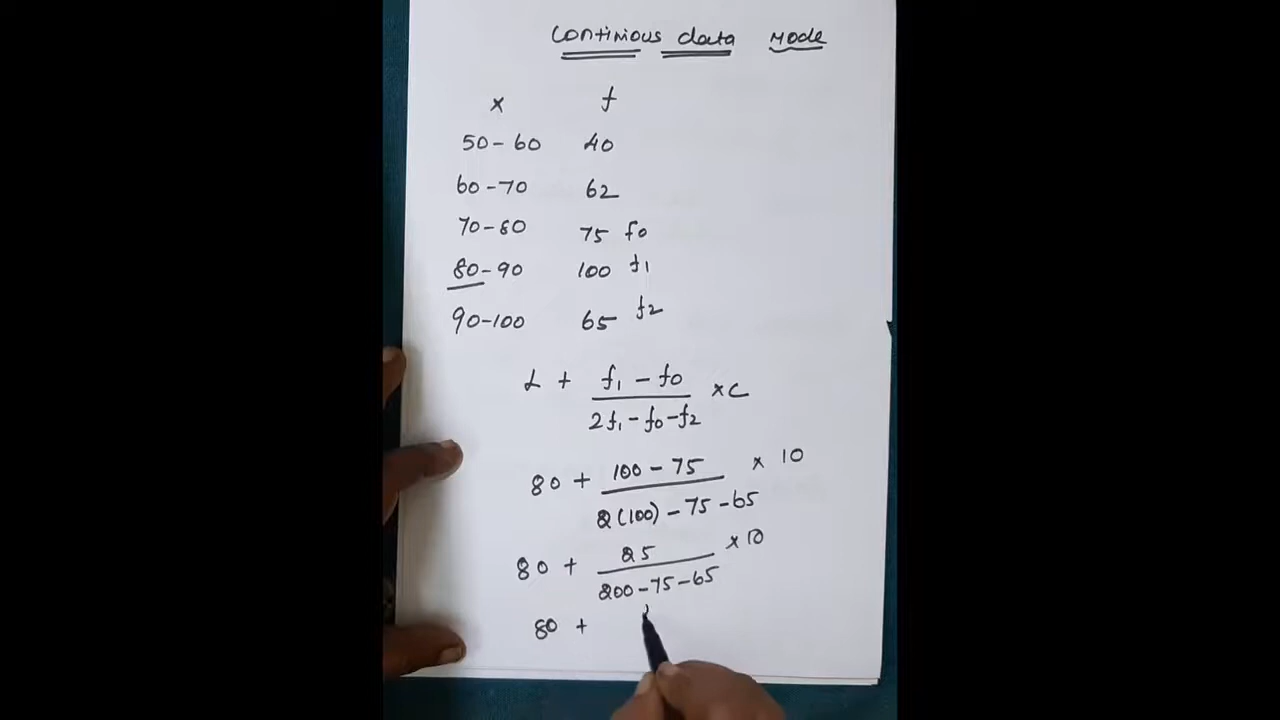 continious data Mode
x f
50-60 40
60-70 62
70-80 75 f0
80-90 100 f1
90-100 65 f2
L + f1 - f0 / 2f1 - f0 - f2 × C
80 + 100 - 75 / 2(100) - 75 - 65 × 10
80 + 25 / 200 - 75 - 65 × 10
80 +